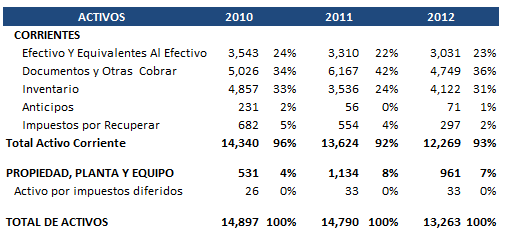 ACTIVOS 2010 2011 2012
CORRIENTES
Efectivo Y Equivalentes Al Efectivo 3,543 24% 3,310 22% 3,031 23%
Documentos y Otras Cobrar 5,026 34% 6,167 42% 4,749 36%
Inventario 4,857 33% 3,536 24% 4,122 31%
Anticipos 231 2% 56 0% 71 1%
Impuestos por Recuperar 682 5% 554 4% 297 2%
Total Activo Corriente 14,340 96% 13,624 92% 12,269 93%
PROPIEDAD, PLANTA Y EQUIPO 531 4% 1,134 8% 961 7%
Activo por impuestos diferidos 26 0% 33 0% 33 0%
TOTAL DE ACTIVOS 14,897 100% 14,790 100% 13,263 100%